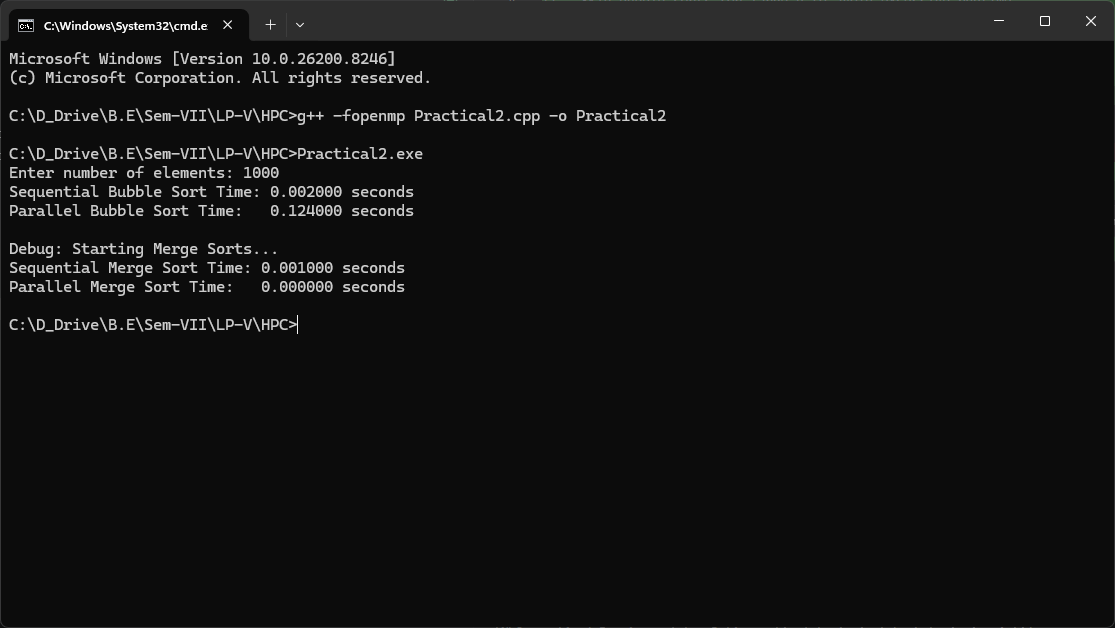 C:\Windows\System32\cmd.e
Microsoft Windows [Version 10.0.26200.8246]
(c) Microsoft Corporation. All rights reserved.
C:\D_Drive\B.E\Sem-VII\LP-V\HPC>g++ -fopenmp Practical2.cpp -o Practical2
C:\D_Drive\B.E\Sem-VII\LP-V\HPC>Practical2.exe
Enter number of elements: 1000
Sequential Bubble Sort Time: 0.002000 seconds
Parallel Bubble Sort Time:   0.124000 seconds
Debug: Starting Merge Sorts...
Sequential Merge Sort Time: 0.001000 seconds
Parallel Merge Sort Time:   0.000000 seconds
C:\D_Drive\B.E\Sem-VII\LP-V\HPC>